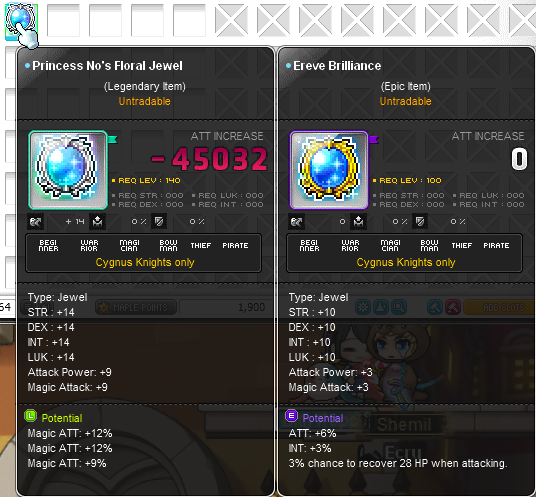 Princess No's Floral Jewel
(Legendary Item)
Untradable
ATT INCREASE
-45032
REQ LEV : 140
REQ STR : 000 REQ LUK : 000
REQ DEX : 000 REQ INT : 000
+ 14 0 % 0 %
BEGINNER WARRIOR MAGICIAN BOWMAN THIEF PIRATE
Cygnus Knights only
Type: Jewel
STR : +14
DEX : +14
INT : +14
LUK : +14
Attack Power: +9
Magic Attack: +9
L Potential
Magic ATT: +12%
Magic ATT: +12%
Magic ATT: +9%
Ereve Brilliance
(Epic Item)
Untradable
ATT INCREASE
0
REQ LEV : 100
REQ STR : 000 REQ LUK : 000
REQ DEX : 000 REQ INT : 000
0 0 % 0 %
BEGINNER WARRIOR MAGICIAN BOWMAN THIEF PIRATE
Cygnus Knights only
Type: Jewel
STR : +10
DEX : +10
INT : +10
LUK : +10
Attack Power: +3
Magic Attack: +3
E Potential
ATT: +6%
INT: +3%
3% chance to recover 28 HP when attacking.
64
MAPLE POINTS
1,900
Shemil
Ecru